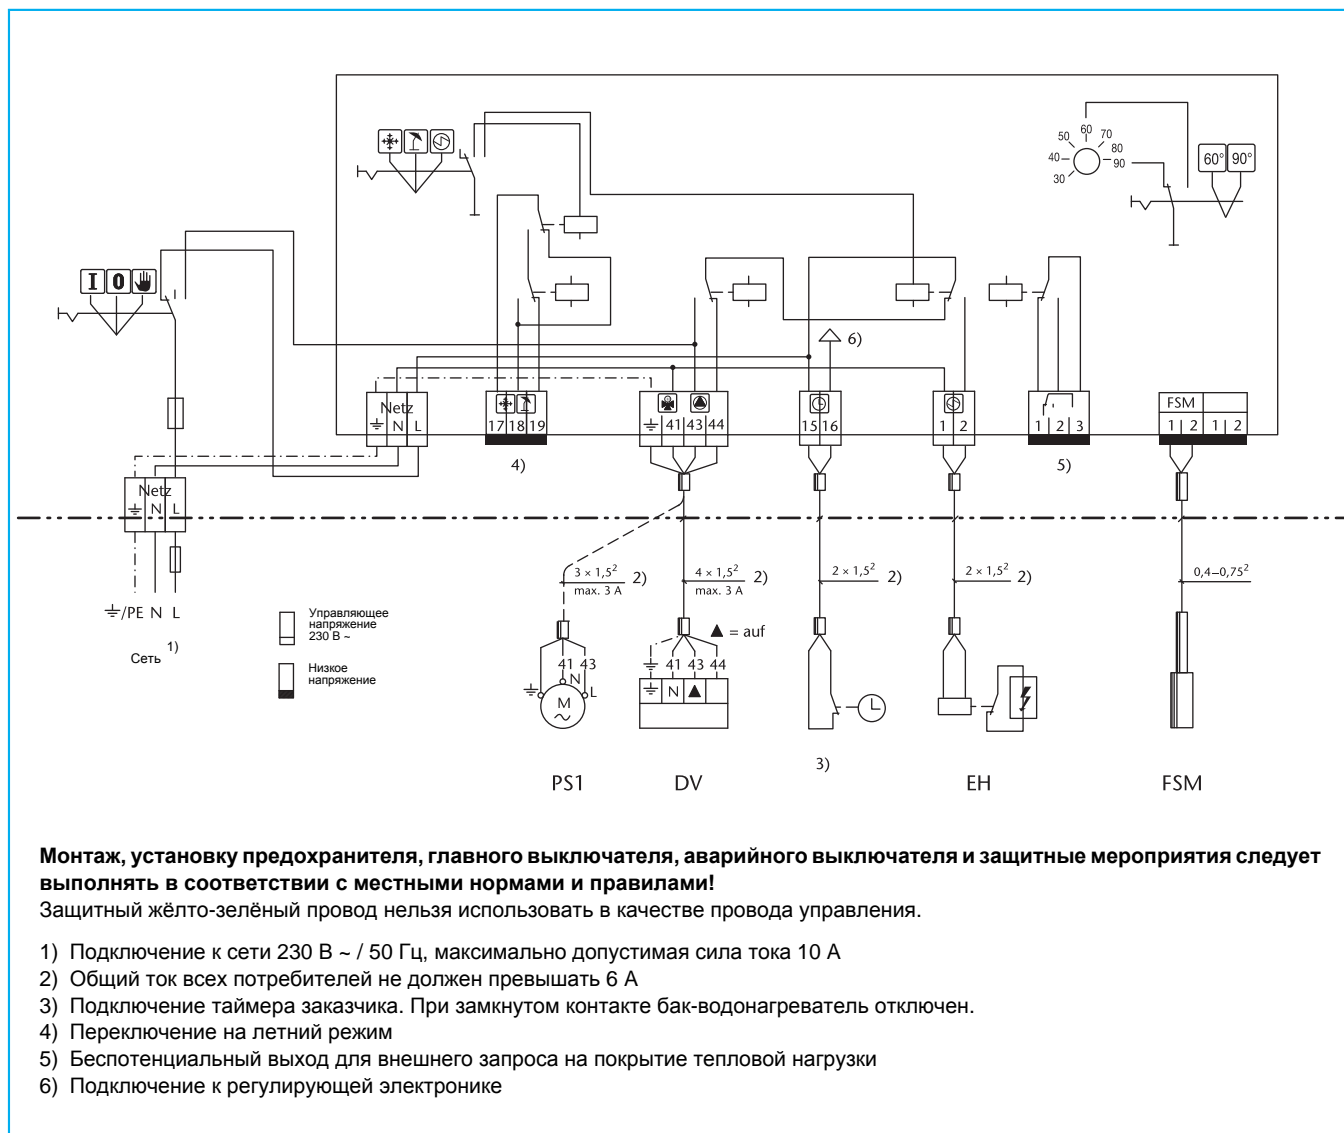 60
50 70
40 80
30 90
60° 90°
I 0
6)
Netz
N L
17 18 19
41 43 44
15 16
1 2
1 2 3
FSM
1 2 1 2
4)
5)
Netz
N L
3 × 1,5² 2)
max. 3 A
4 × 1,5² 2)
max. 3 A
2 × 1,5² 2)
2 × 1,5² 2)
0,4–0,75²
/PE N L
Сеть 1)
Управляющее
напряжение
230 В ~
Низкое
напряжение
▲ = auf
41 43
N
L
M
~
41 43 44
N ▲
3)
PS1
DV
EH
FSM
Монтаж, установку предохранителя, главного выключателя, аварийного выключателя и защитные мероприятия следует
выполнять в соответствии с местными нормами и правилами!
Защитный жёлто-зелёный провод нельзя использовать в качестве провода управления.
1) Подключение к сети 230 В ~ / 50 Гц, максимально допустимая сила тока 10 А
2) Общий ток всех потребителей не должен превышать 6 А
3) Подключение таймера заказчика. При замкнутом контакте бак-водонагреватель отключен.
4) Переключение на летний режим
5) Беспотенциальный выход для внешнего запроса на покрытие тепловой нагрузки
6) Подключение к регулирующей электронике